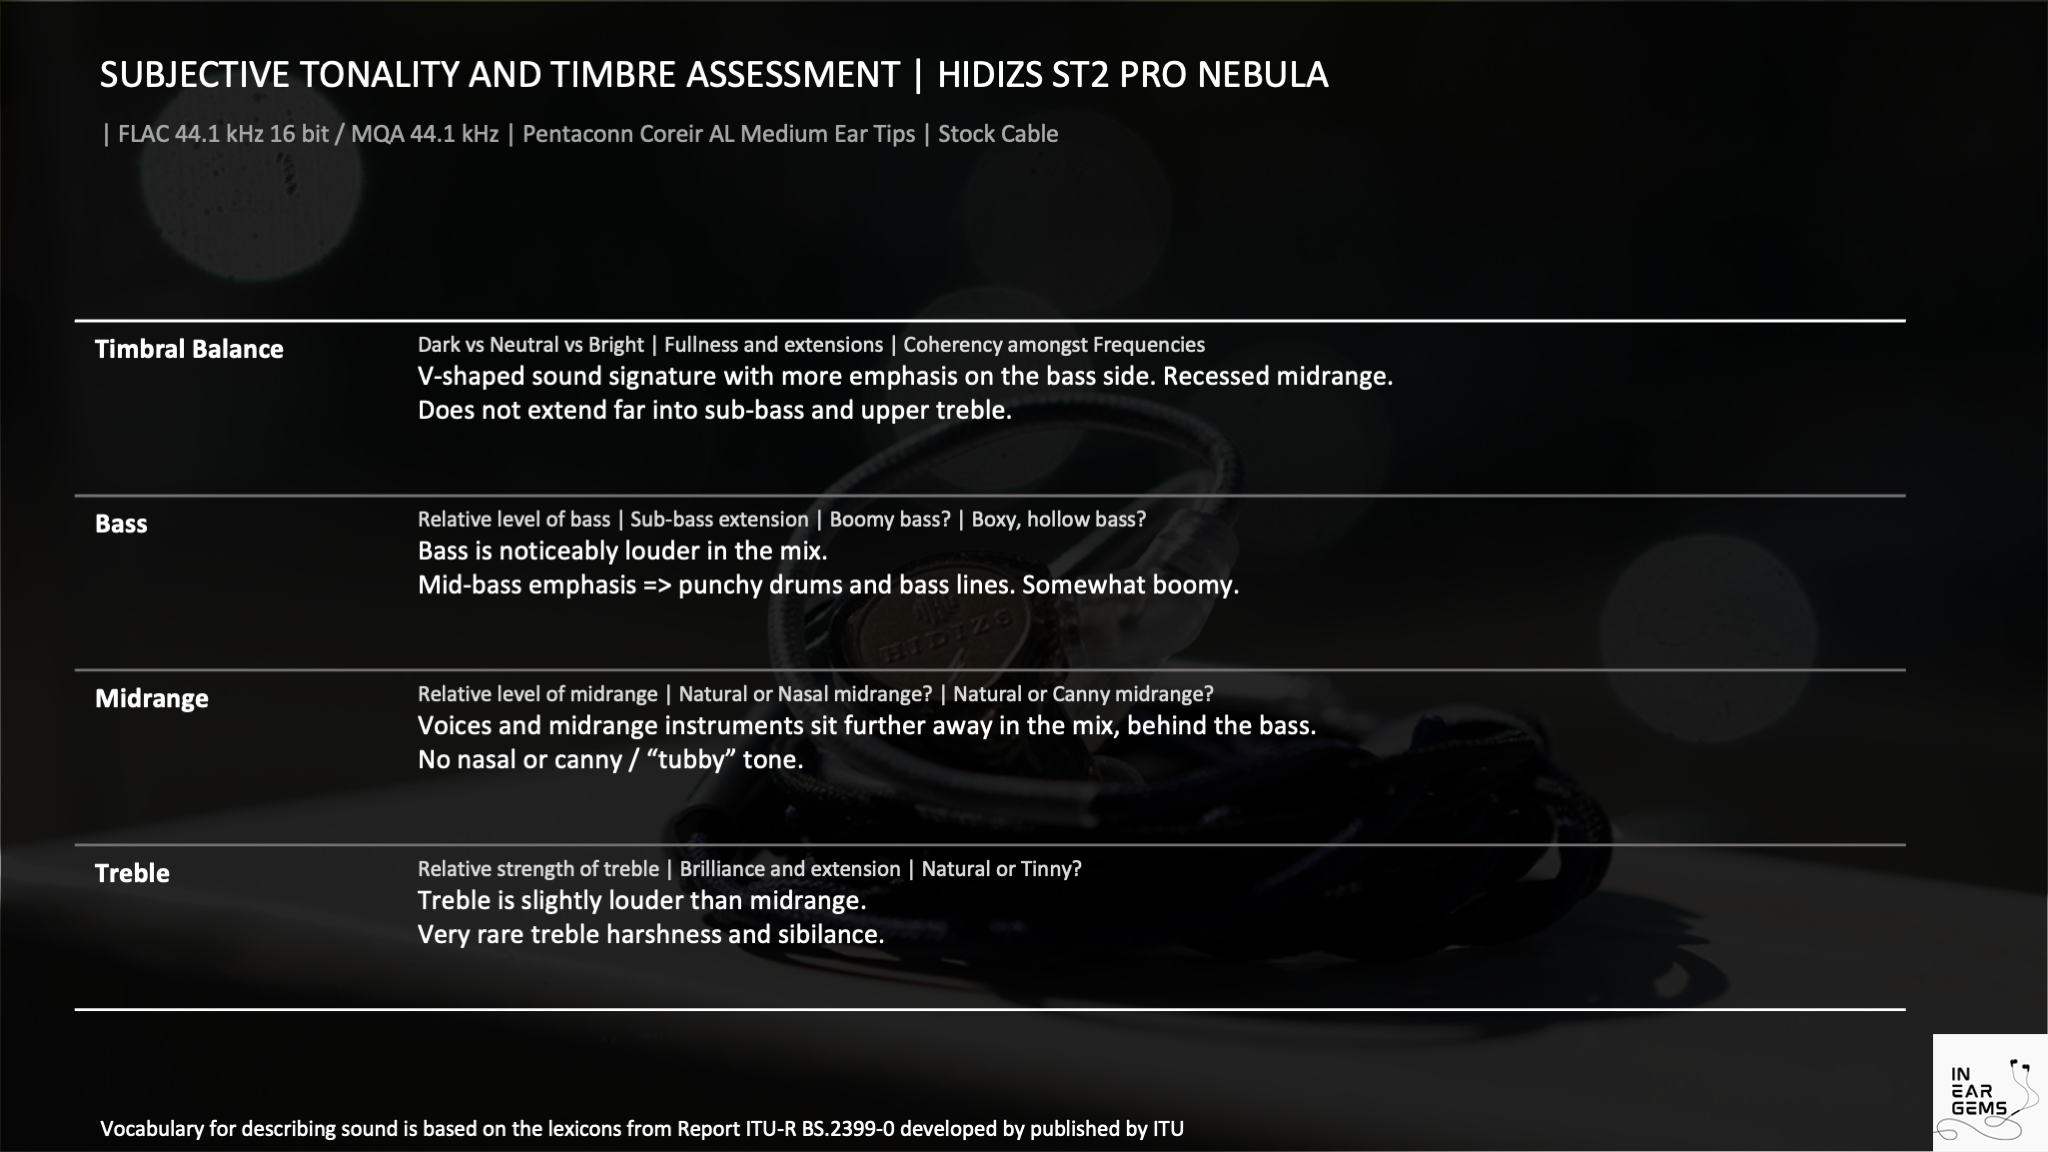 SUBJECTIVE TONALITY AND TIMBRE ASSESSMENT | HIDIZS ST2 PRO NEBULA
| FLAC 44.1 kHz 16 bit / MQA 44.1 kHz | Pentaconn Coreir AL Medium Ear Tips | Stock Cable
Timbral Balance
Dark vs Neutral vs Bright | Fullness and extensions | Coherency amongst Frequencies
V-shaped sound signature with more emphasis on the bass side. Recessed midrange.
Does not extend far into sub-bass and upper treble.
Bass
Relative level of bass | Sub-bass extension | Boomy bass? | Boxy, hollow bass?
Bass is noticeably louder in the mix.
Mid-bass emphasis => punchy drums and bass lines. Somewhat boomy.
HIDIZS
Midrange
Relative level of midrange | Natural or Nasal midrange? | Natural or Canny midrange?
Voices and midrange instruments sit further away in the mix, behind the bass.
No nasal or canny / “tubby” tone.
Treble
Relative strength of treble | Brilliance and extension | Natural or Tinny?
Treble is slightly louder than midrange.
Very rare treble harshness and sibilance.
Vocabulary for describing sound is based on the lexicons from Report ITU-R BS.2399-0 developed by published by ITU
IN
EAR
GEMS